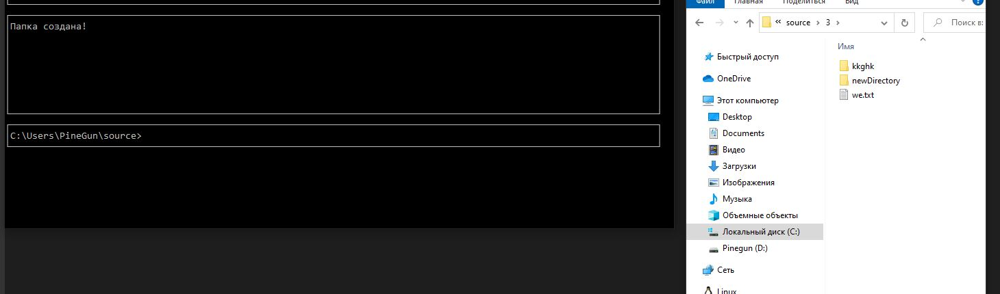 Папка создана!
C:\Users\PineGun\source>
Файл Главная Поделиться Вид
« source › 3 ›
Поиск в:
Имя
Быстрый доступ
OneDrive
Этот компьютер
Desktop
Documents
Видео
Загрузки
Изображения
Музыка
Объемные объекты
Локальный диск (C:)
Pinegun (D:)
Сеть
Linux
kkghk
newDirectory
we.txt